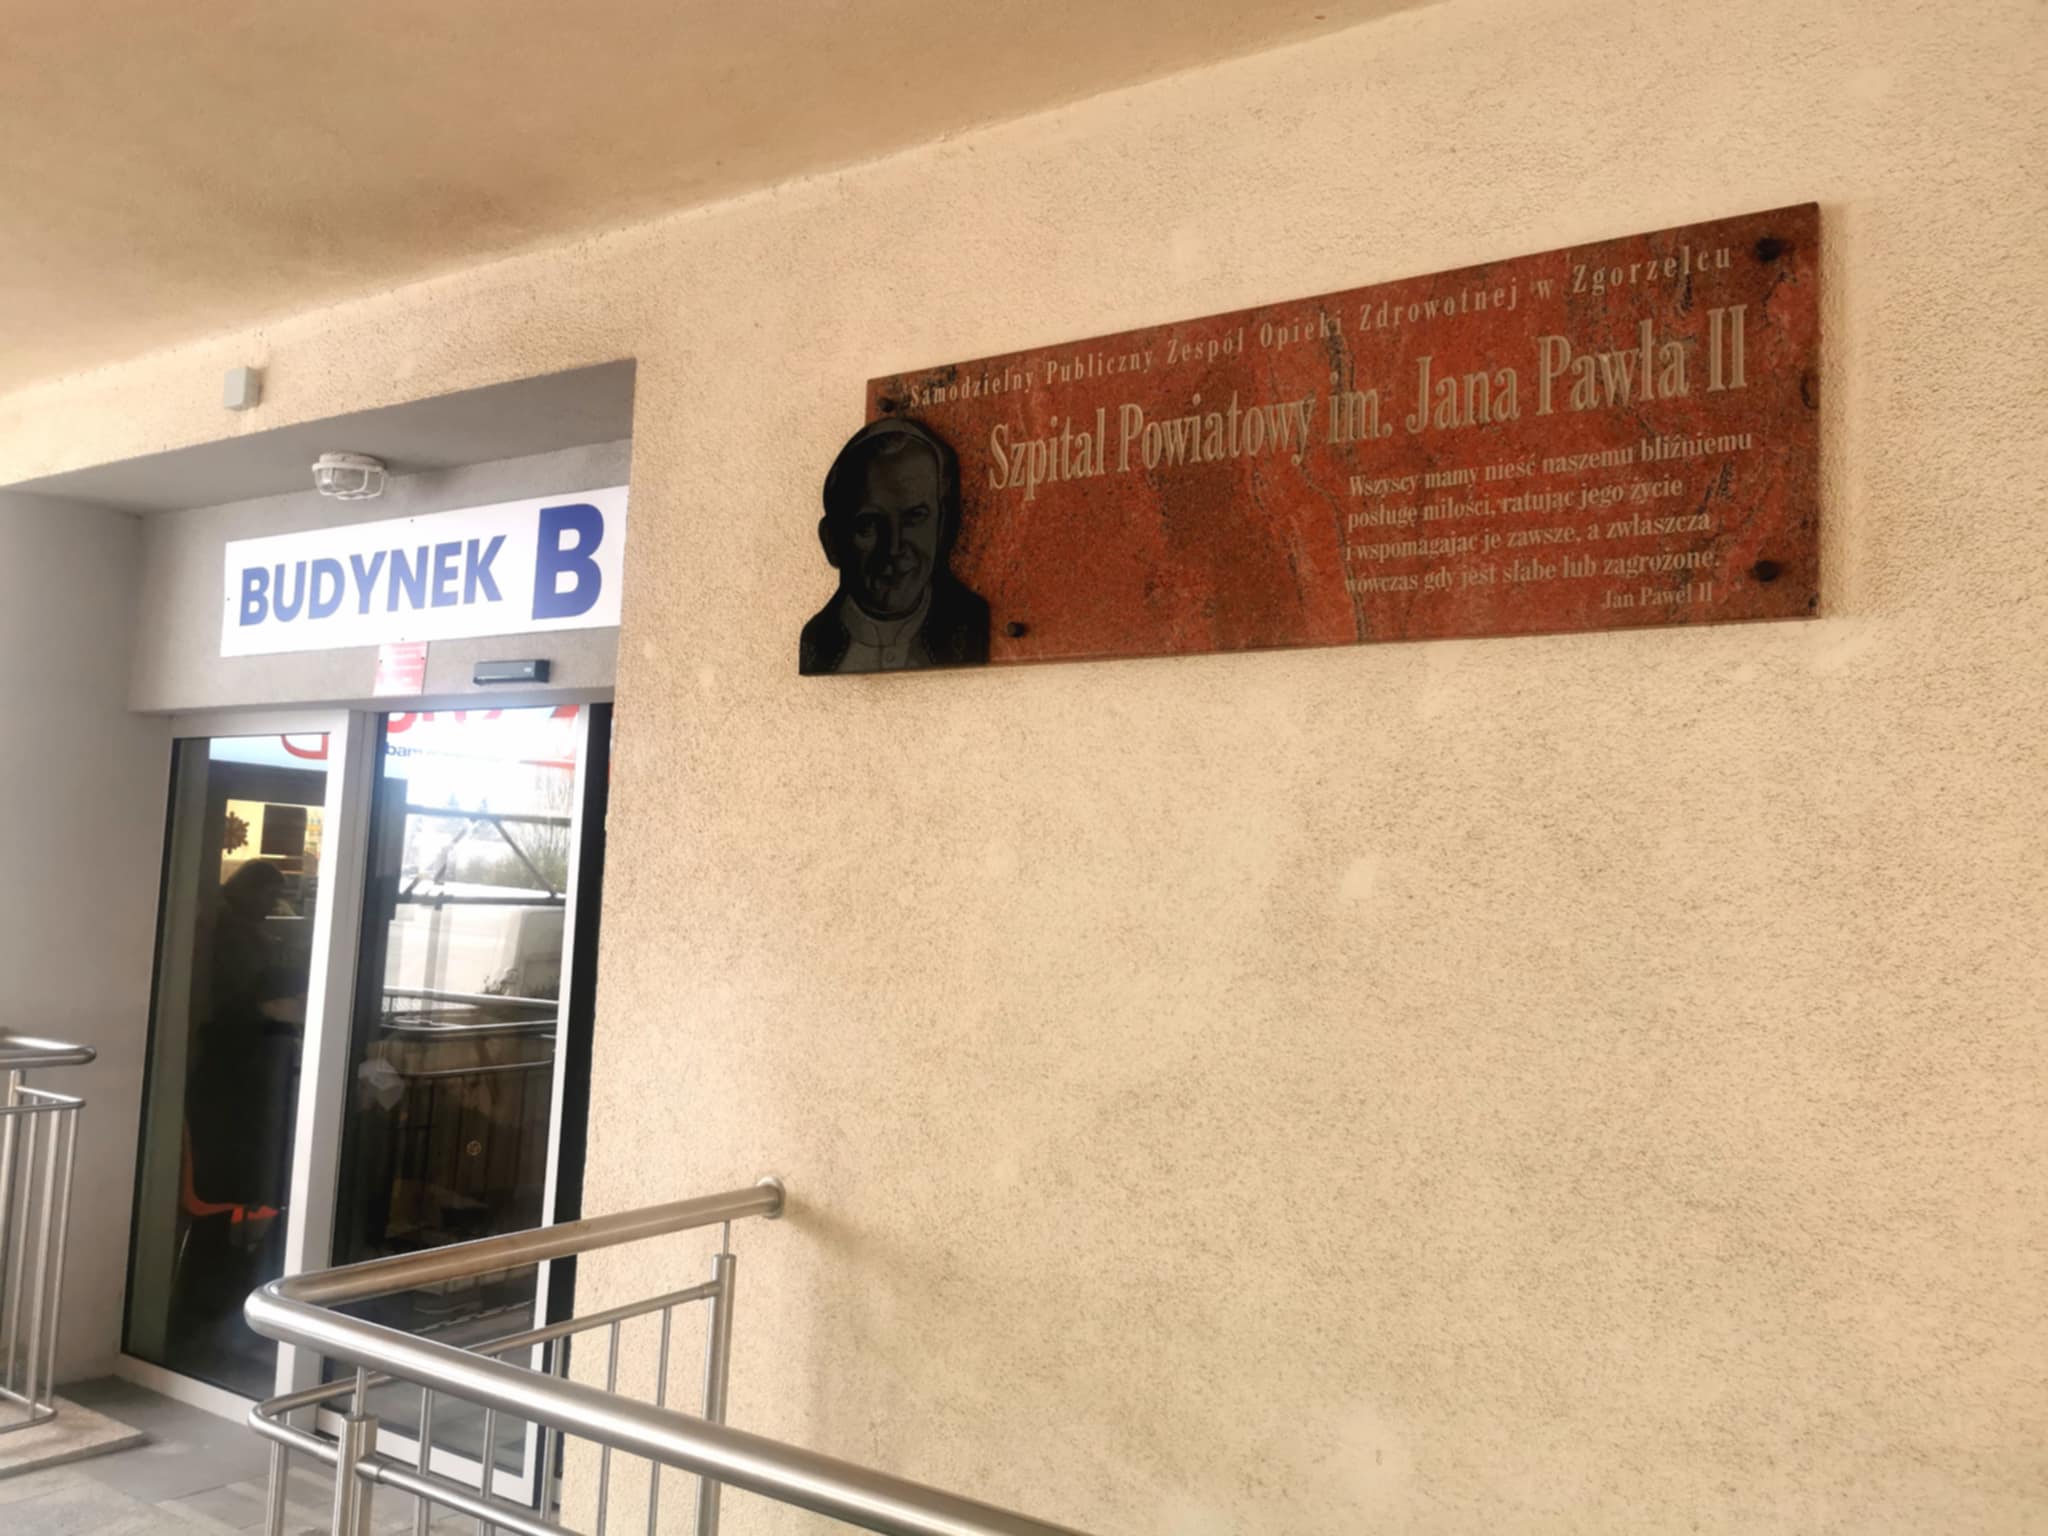 BUDYNEK B
Samodzielny Publiczny Zespół Opieki Zdrowotnej w Zgorzelcu
Szpital Powiatowy im. Jana Pawła II
Wszyscy mamy nieść naszemu bliźniemu
posługę miłości, ratując jego życie
i wspomagając je zawsze, a zwłaszcza
wówczas gdy jest słabe lub zagrożone.
Jan Paweł II